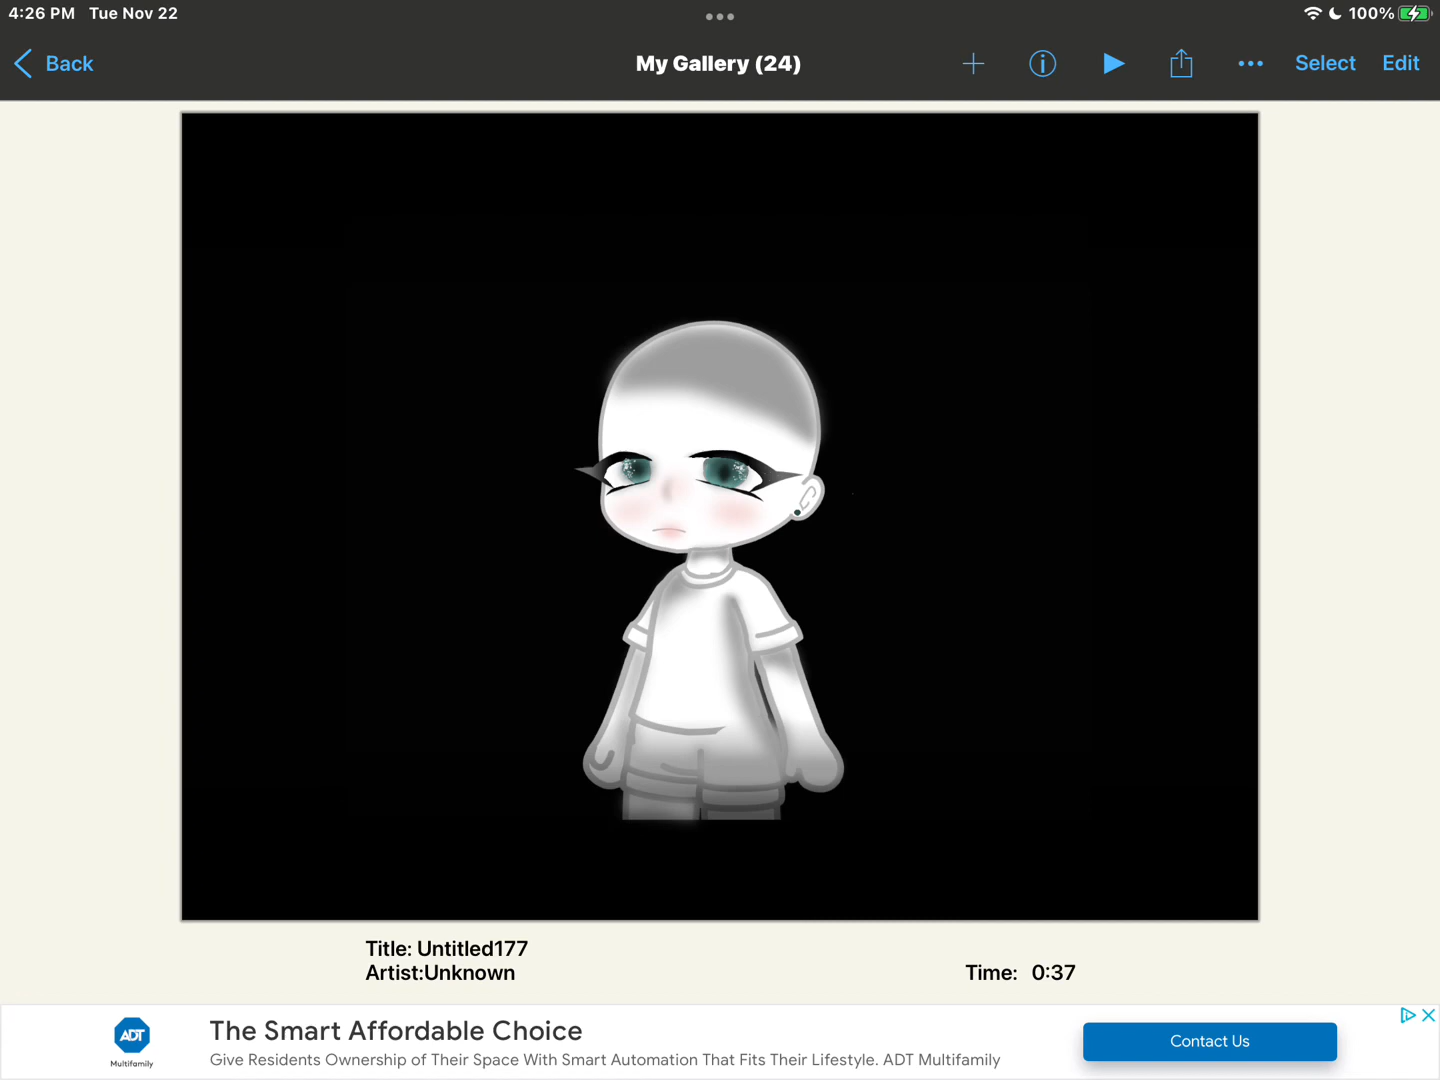 4:26 PM Tue Nov 22
100%
Back
My Gallery (24)
Select
Edit
Title: Untitled177
Artist:Unknown
Time: 0:37
ADT
Multifamily
The Smart Affordable Choice
Give Residents Ownership of Their Space With Smart Automation That Fits Their Lifestyle. ADT Multifamily
Contact Us